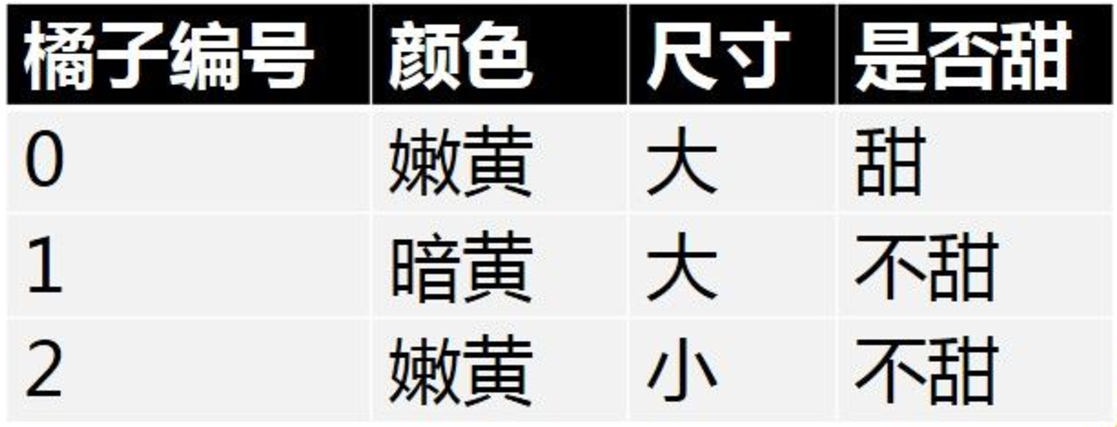 橘子编号 颜色 尺寸 是否甜
0 嫩黄 大 甜
1 暗黄 大 不甜
2 嫩黄 小 不甜